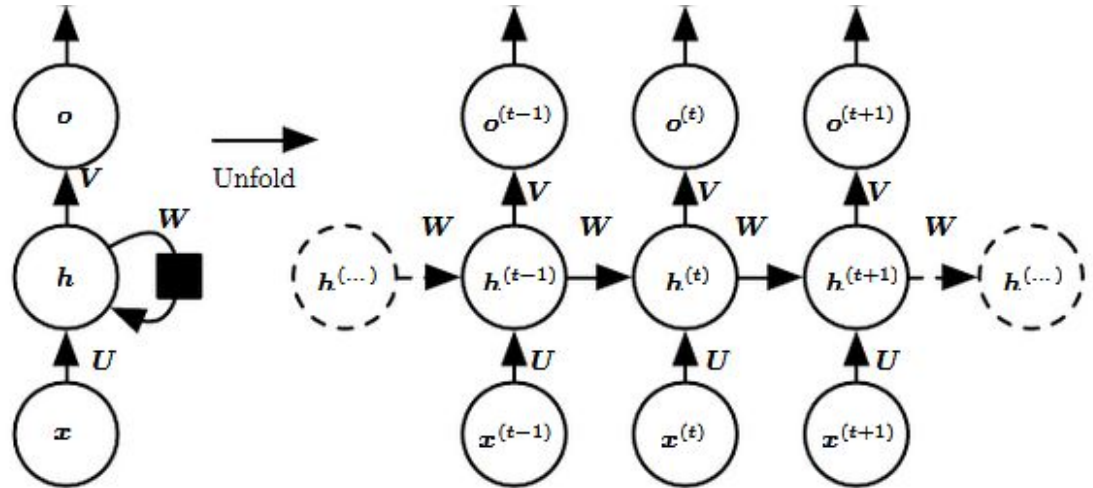 o o^(t−1) o^(t) o^(t+1)
Unfold
V V V V
W W W W W
h h^(...) h^(t−1) h^(t) h^(t+1) h^(...)
U U U U
x x^(t−1) x^(t) x^(t+1)